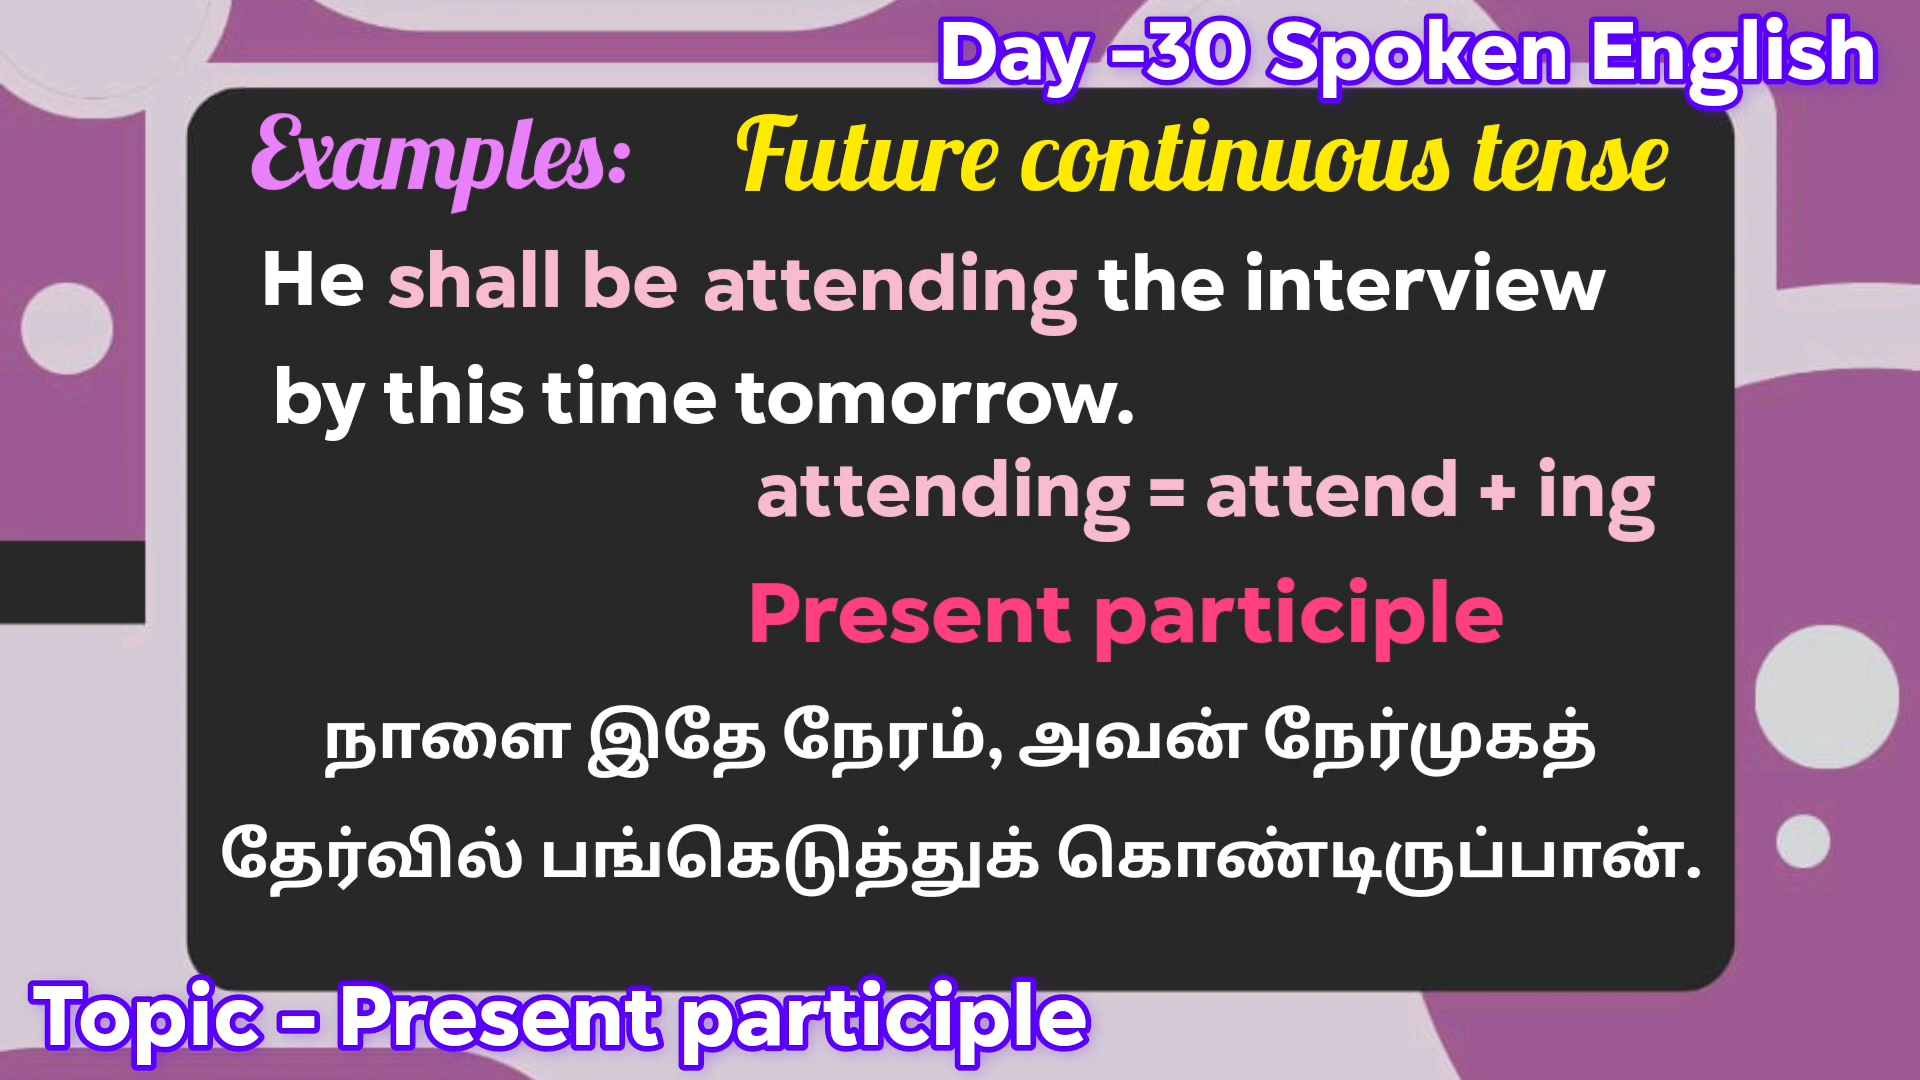 Day -30 Spoken English
Examples: Future continuous tense
He shall be attending the interview
by this time tomorrow.
attending = attend + ing
Present participle
நாளை இதே நேரம், அவன் நேர்முகத்
தேர்வில் பங்கெடுத்துக் கொண்டிருப்பான்.
Topic - Present participle